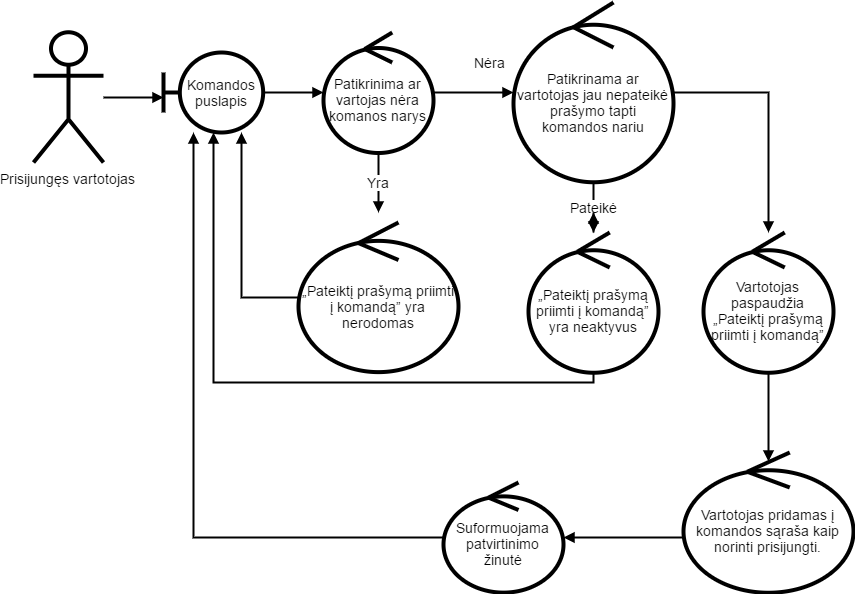 Prisijungęs vartotojas
Komandos
puslapis
Patikrinima ar
vartojas nėra
komanos narys
Nėra
Patikrinama ar
vartotojas jau nepateikė
prašymo tapti
komandos nariu
Yra
Pateikė
„Pateiktį prašymą priimti
į komandą” yra
nerodomas
„Pateiktį prašymą
priimti į komandą”
yra neaktyvus
Vartotojas
paspaudžia
„Pateiktį prašymą
priimti į komandą”
Vartotojas pridamas į
komandos sąraša kaip
norinti prisijungti.
Suformuojama
patvirtinimo
žinutė